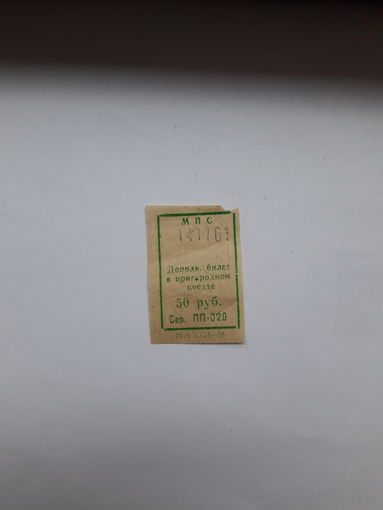 МПС
141761
Дополн. билет
в пригородном
поезде
50 руб.
Сер. ПП-020